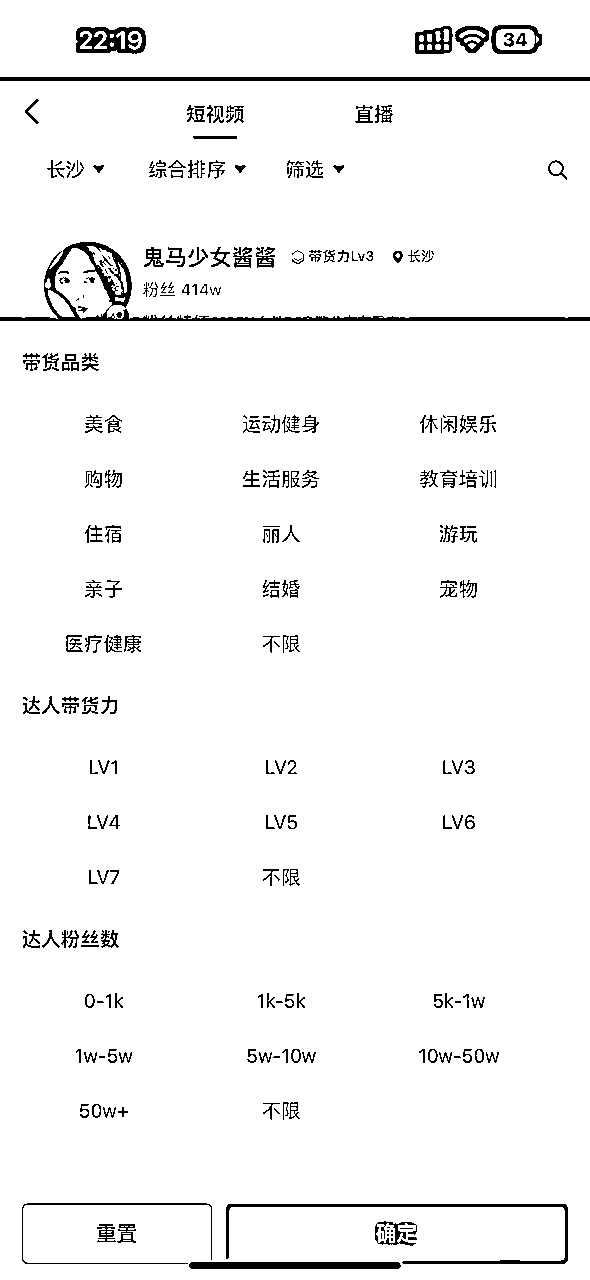 22:19 34
短视频 直播
长沙 综合排序 筛选
鬼马少女酱酱 带货力Lv3 长沙
粉丝 414w
带货品类
美食 运动健身 休闲娱乐
购物 生活服务 教育培训
住宿 丽人 游玩
亲子 结婚 宠物
医疗健康 不限
达人带货力
LV1 LV2 LV3
LV4 LV5 LV6
LV7 不限
达人粉丝数
0-1k 1k-5k 5k-1w
1w-5w 5w-10w 10w-50w
50w+ 不限
重置 确定